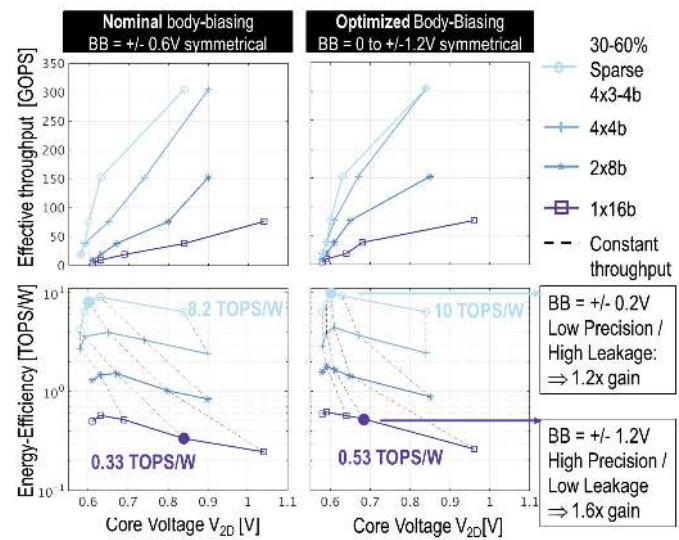 Nominal body-biasing
BB = +/- 0.6V symmetrical
Optimized Body-Biasing
BB = 0 to +/-1.2V symmetrical
30-60%
Sparse
4x3-4b
4x4b
2x8b
1x16b
Constant
throughput
Effective throughput [GOPS]
350
300
250
200
150
100
50
0
Energy-Efficiency [TOPS/W]
10¹
10⁰
10⁻¹
8.2 TOPS/W
0.33 TOPS/W
10 TOPS/W
0.53 TOPS/W
0.6 0.7 0.8 0.9 1 1.1
0.6 0.7 0.8 0.9 1 1.1
Core Voltage V2D [V]
Core Voltage V2D[V]
BB = +/- 0.2V
Low Precision /
High Leakage:
⇒ 1.2x gain
BB = +/- 1.2V
High Precision /
Low Leakage
⇒ 1.6x gain